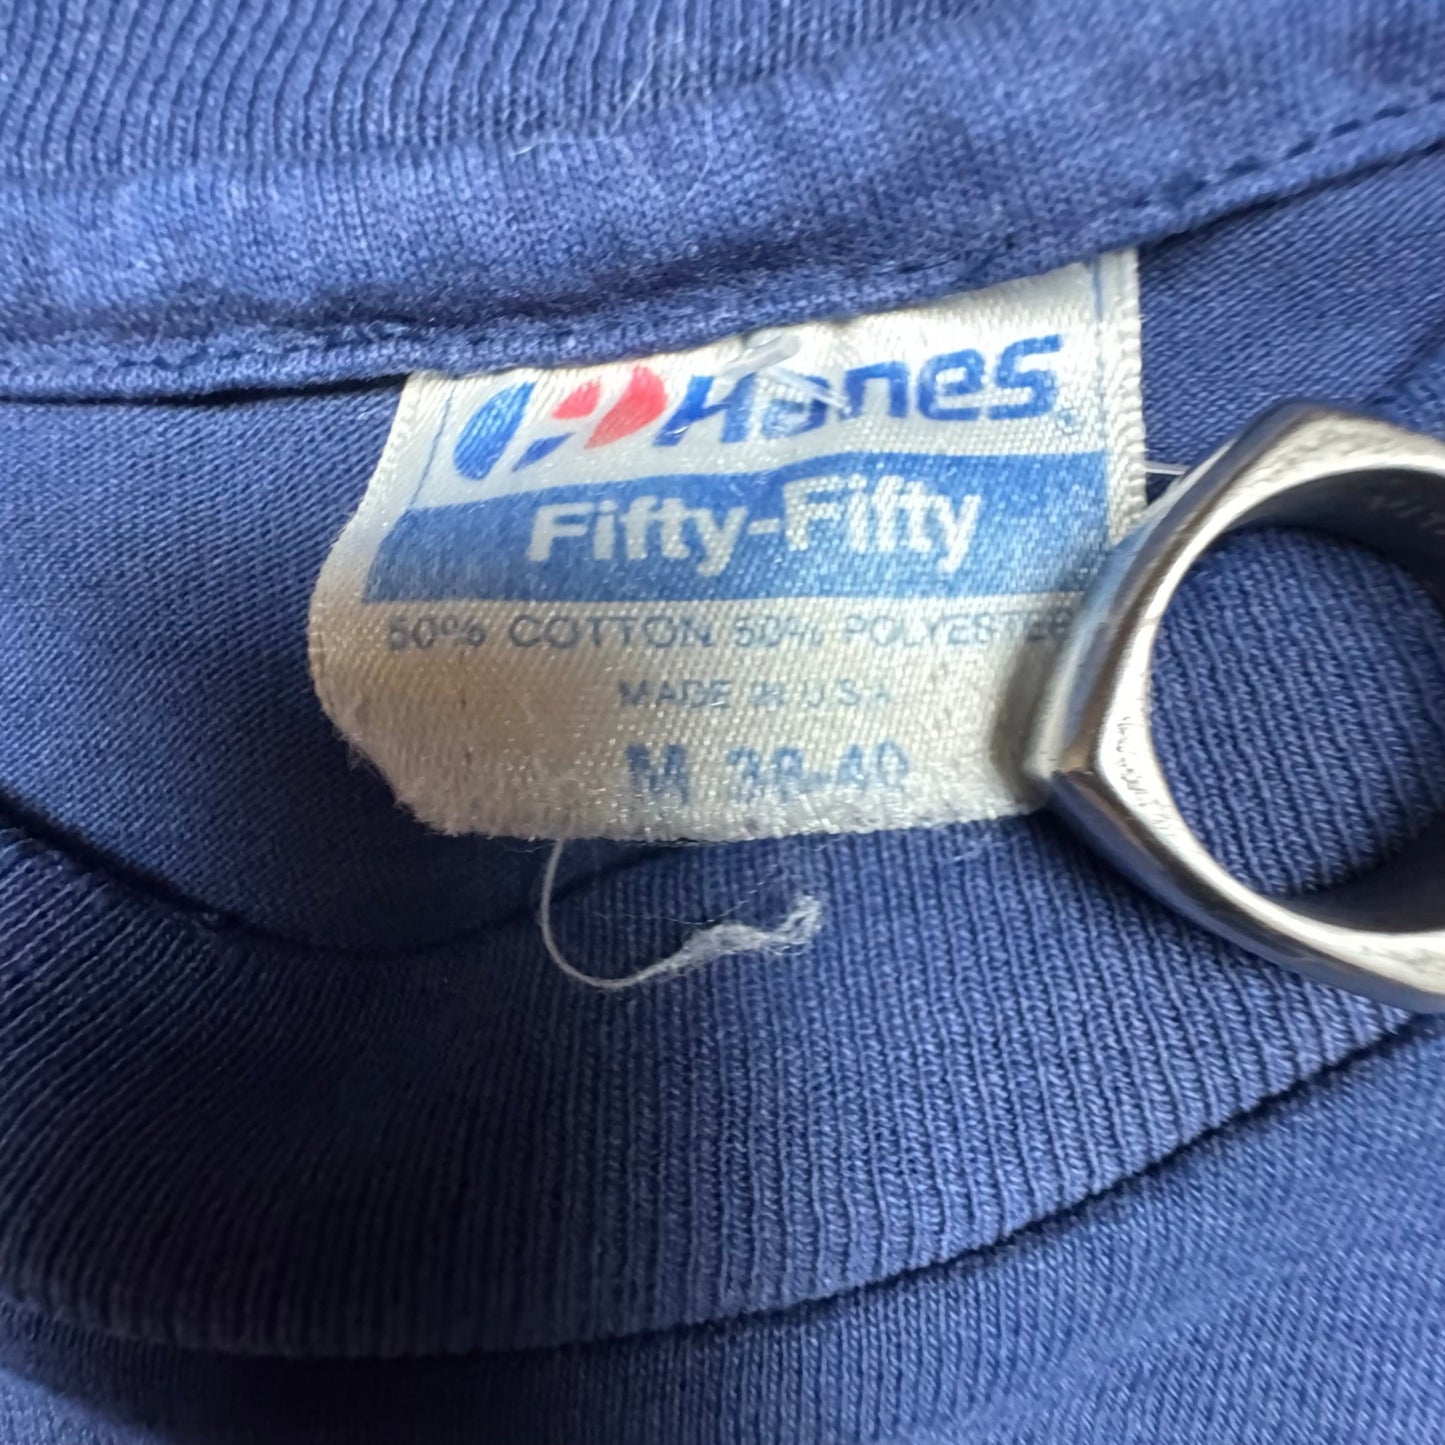 Hanes
Fifty-Fifty
50% COTTON 50% POLYESTER
MADE IN U.S.A
M 38-40